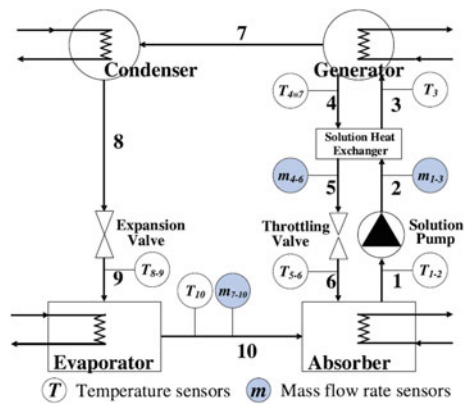 7
Condenser
Generator
T4=7
4
3
T3
8
Solution Heat
Exchanger
m4-6
5
2
m1-3
Expansion
Valve
Throttling
Valve
Solution
Pump
9
T8-9
T10
m7-10
T5-6
6
1
T1-2
10
Evaporator
Absorber
T Temperature sensors
m Mass flow rate sensors